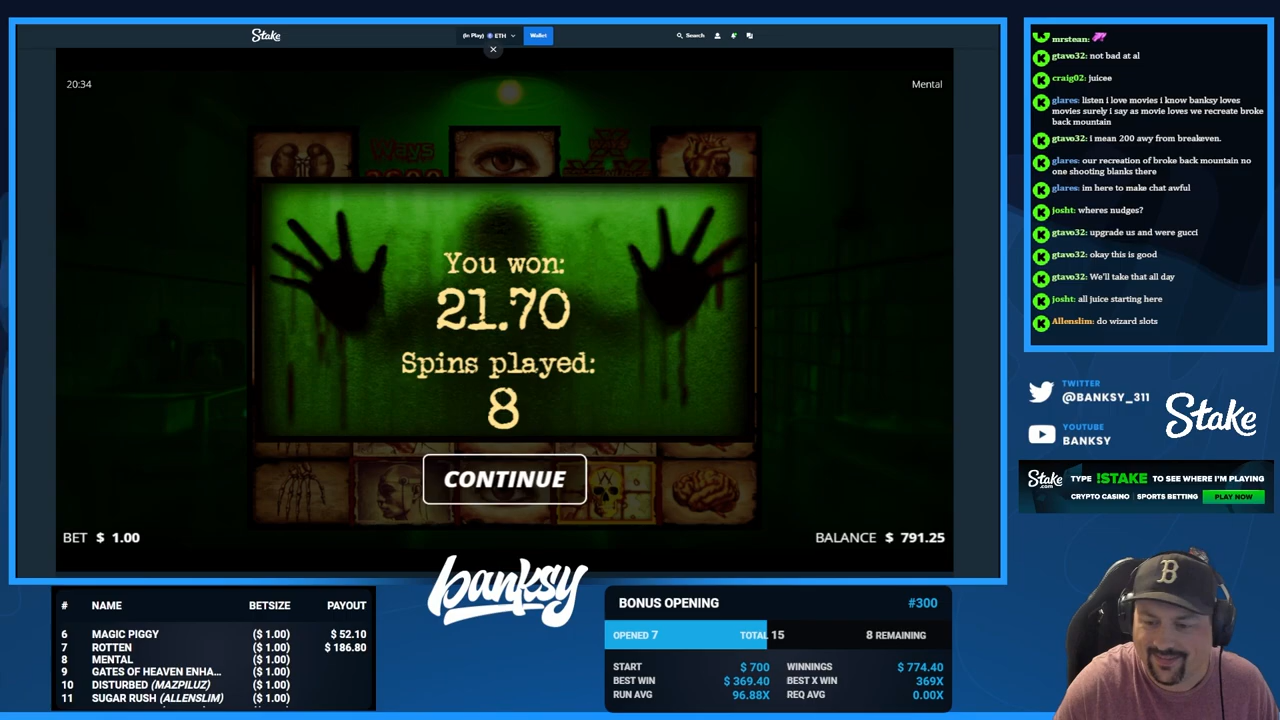 Stake
(In Play) ETH
Wallet
Search
20:34
Mental
Ways
You won:
21.70
Spins played:
8
CONTINUE
BET $ 1.00
BALANCE $ 791.25
mrstean:
gtavo32: not bad at al
craig02: juicee
glares: listen i love movies i know banksy loves
movies surely i say as movie loves we recreate broke
back mountain
gtavo32: i mean 200 awy from breakeven.
glares: our recreation of broke back mountain no
one shooting blanks there
glares: im here to make chat awful
josht: wheres nudges?
gtavo32: upgrade us and were gucci
gtavo32: okay this is good
gtavo32: We'll take that all day
josht: all juice starting here
Allenslim: do wizard slots
TWITTER
@BANKSY_311
YOUTUBE
BANKSY
Stake
Stake.com
TYPE !STAKE TO SEE WHERE I'M PLAYING
CRYPTO CASINO | SPORTS BETTING
PLAY NOW
banksy
# NAME BETSIZE PAYOUT
6 MAGIC PIGGY ($ 1.00) $ 52.10
7 ROTTEN ($ 1.00) $ 186.80
8 MENTAL ($ 1.00)
9 GATES OF HEAVEN ENHA... ($ 1.00)
10 DISTURBED (MAZPILUZ) ($ 1.00)
11 SUGAR RUSH (ALLENSLIM) ($ 1.00)
BONUS OPENING #300
OPENED 7 TOTAL 15 8 REMAINING
START $ 700 WINNINGS $ 774.40
BEST WIN $ 369.40 BEST X WIN 369X
RUN AVG 96.88X REQ AVG 0.00X
B